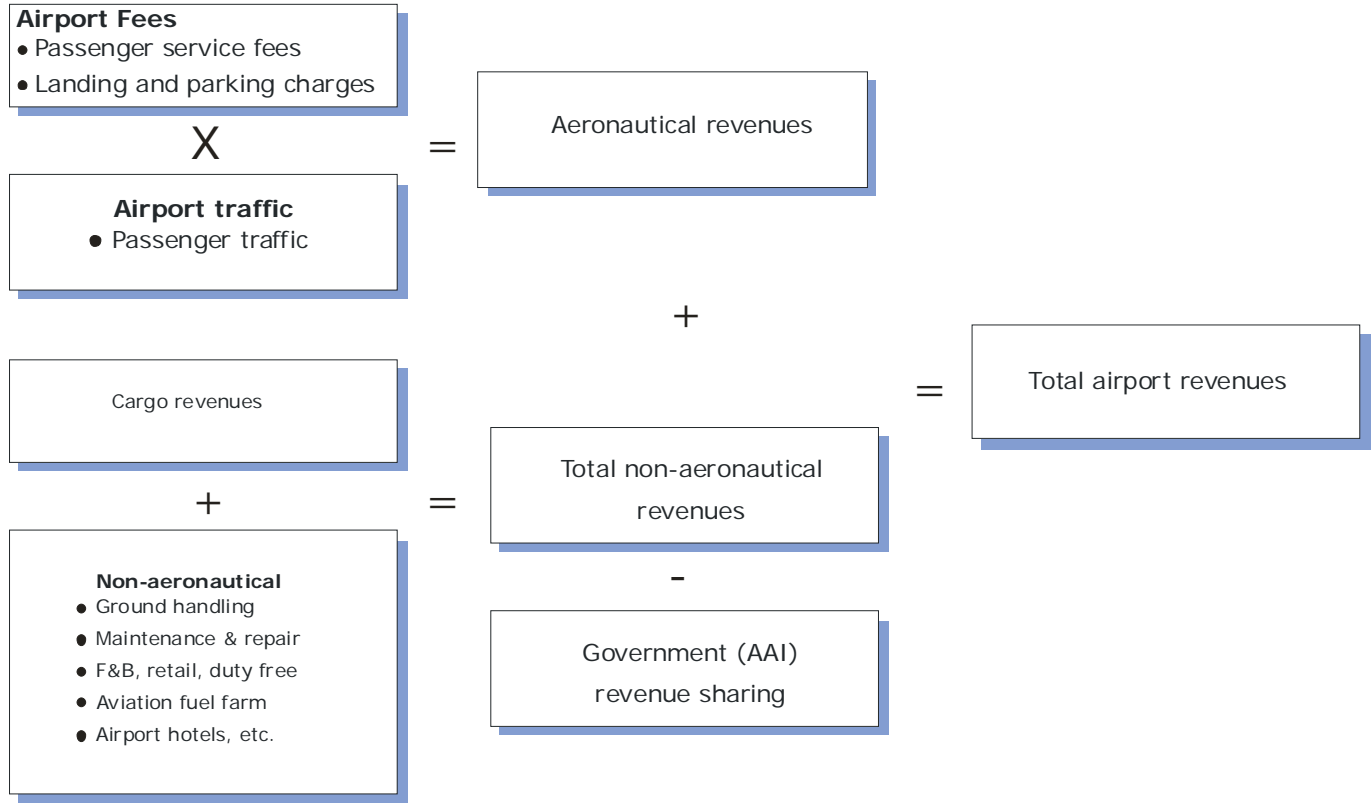 Airport Fees
● Passenger service fees
● Landing and parking charges
X
Airport traffic
● Passenger traffic
=
Aeronautical revenues
+
Cargo revenues
+
Non-aeronautical
● Ground handling
● Maintenance & repair
● F&B, retail, duty free
● Aviation fuel farm
● Airport hotels, etc.
=
Total non-aeronautical
revenues
-
Government (AAI)
revenue sharing
=
Total airport revenues